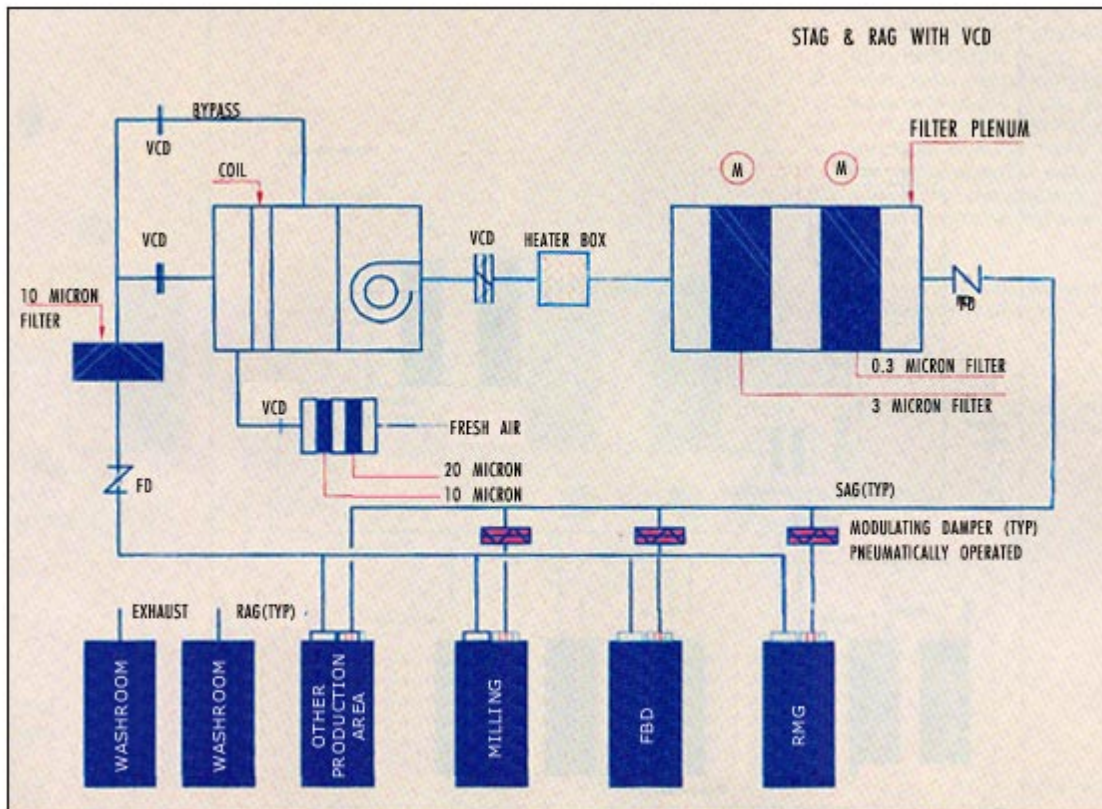 STAG & RAG WITH VCD
BYPASS
VCD
FILTER PLENUM
COIL
M
M
VCD
VCD
HEATER BOX
10 MICRON
FILTER
FD
0.3 MICRON FILTER
3 MICRON FILTER
VCD
FRESH AIR
20 MICRON
10 MICRON
FD
SAG(TYP)
MODULATING DAMPER (TYP)
PNEUMATICALLY OPERATED
EXHAUST
RAG(TYP)
WASHROOM
WASHROOM
OTHER
PRODUCTION
AREA
MILLING
FBD
RMG